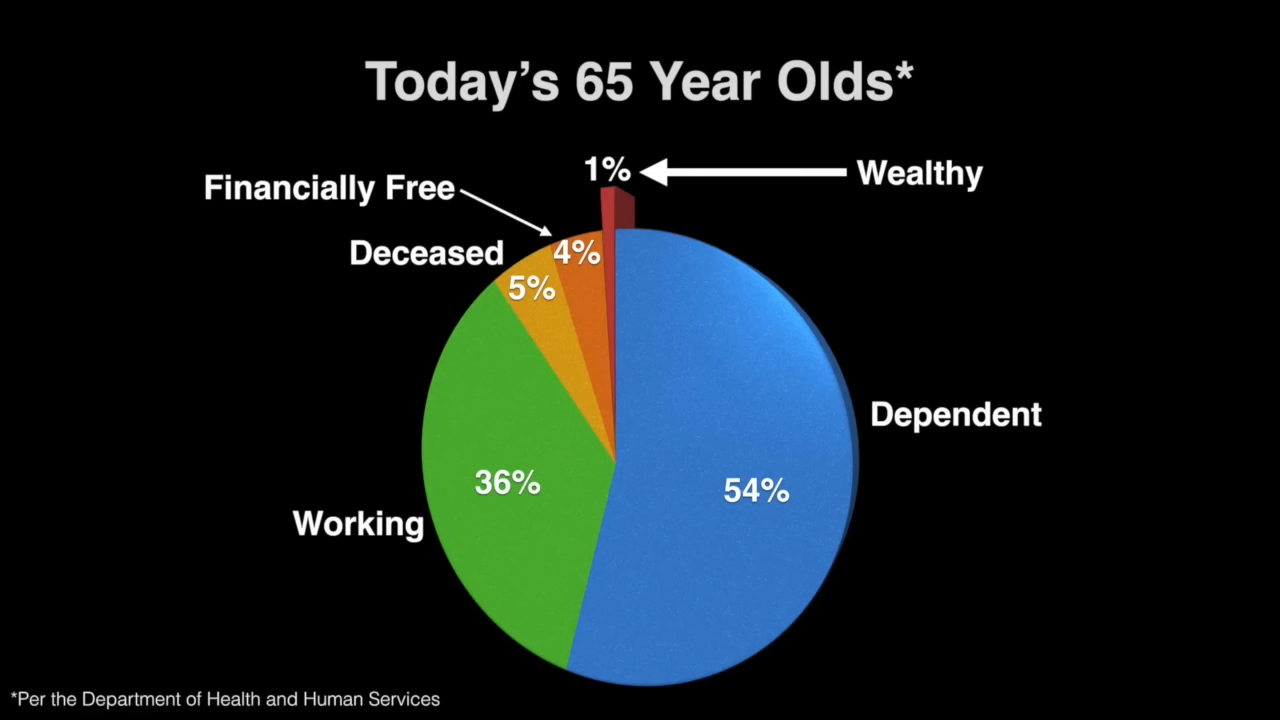 Today's 65 Year Olds*
1%
Wealthy
Financially Free
Deceased
4%
5%
Dependent
36%
54%
Working
*Per the Department of Health and Human Services